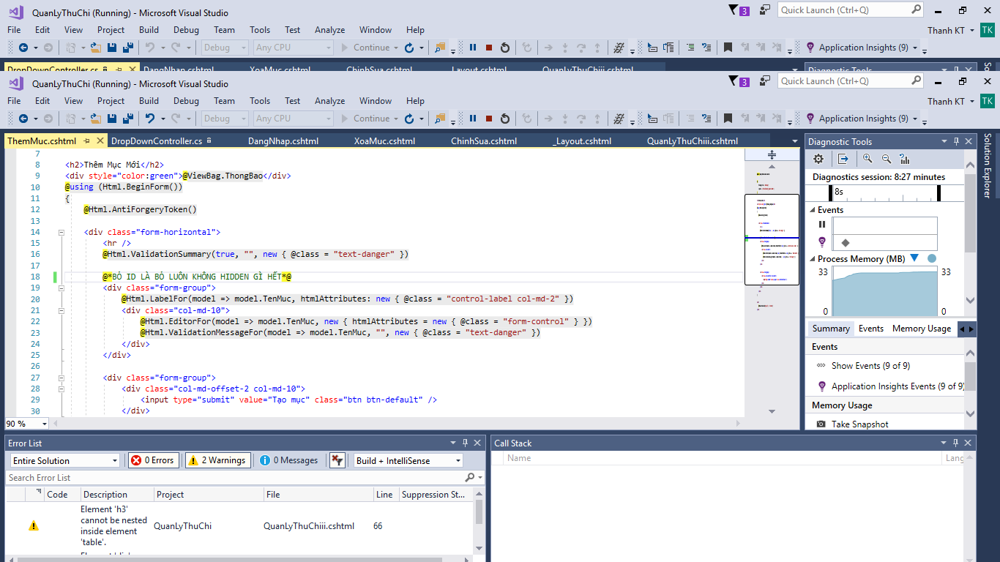 QuanLyThuChi (Running) - Microsoft Visual Studio
3
Quick Launch (Ctrl+Q)
File Edit View Project Build Debug Team Tools Test Analyze Window Help
Thanh KT TK
Debug Any CPU Continue Application Insights (9)
DropDownController.cs DangNhap.cshtml XoaMuc.cshtml ChinhSua.cshtml _Layout.cshtml QuanLyThuChiii.cshtml Diagnostic Tools
QuanLyThuChi (Running) - Microsoft Visual Studio
3
Quick Launch (Ctrl+Q)
File Edit View Project Build Debug Team Tools Test Analyze Window Help
Thanh KT TK
Debug Any CPU Continue Application Insights (9)
ThemMuc.cshtml DropDownController.cs DangNhap.cshtml XoaMuc.cshtml ChinhSua.cshtml _Layout.cshtml QuanLyThuChiii.cshtml
7
8 <h2>Thêm Mục Mới</h2>
9 <div style="color:green">@ViewBag.ThongBao</div>
10 @using (Html.BeginForm())
11 {
12 @Html.AntiForgeryToken()
13
14 <div class="form-horizontal">
15 <hr />
16 @Html.ValidationSummary(true, "", new { @class = "text-danger" })
17
18 @*BỎ ID LÀ BỎ LUÔN KHÔNG HIDDEN GÌ HẾT*@
19 <div class="form-group">
20 @Html.LabelFor(model => model.TenMuc, htmlAttributes: new { @class = "control-label col-md-2" })
21 <div class="col-md-10">
22 @Html.EditorFor(model => model.TenMuc, new { htmlAttributes = new { @class = "form-control" } })
23 @Html.ValidationMessageFor(model => model.TenMuc, "", new { @class = "text-danger" })
24 </div>
25 </div>
26
27 <div class="form-group">
28 <div class="col-md-offset-2 col-md-10">
29 <input type="submit" value="Tạo mục" class="btn btn-default" />
30 </div>
90 %
Diagnostic Tools
Diagnostics session: 8:27 minutes
8s
Events
Process Memory (MB)
33 33
0 0
Summary Events Memory Usage
Events
Show Events (9 of 9)
Application Insights Events (9 of 9)
Memory Usage
Take Snapshot
Solution Explorer
Error List
Entire Solution 0 Errors 2 Warnings 0 Messages Build + IntelliSense
Search Error List
Code Description Project File Line Suppression St...
Element 'h3'
cannot be nested
inside element
'table'.
QuanLyThuChi QuanLyThuChiii.cshtml 66
Call Stack
Name Lang